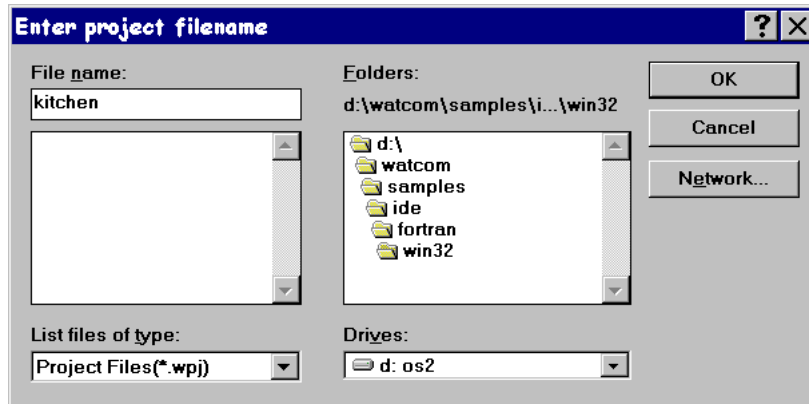 Enter project filename
File name:
kitchen
Folders:
d:\watcom\samples\i...\win32
d:\
watcom
samples
ide
fortran
win32
OK
Cancel
Network...
List files of type:
Project Files(*.wpj)
Drives:
d: os2